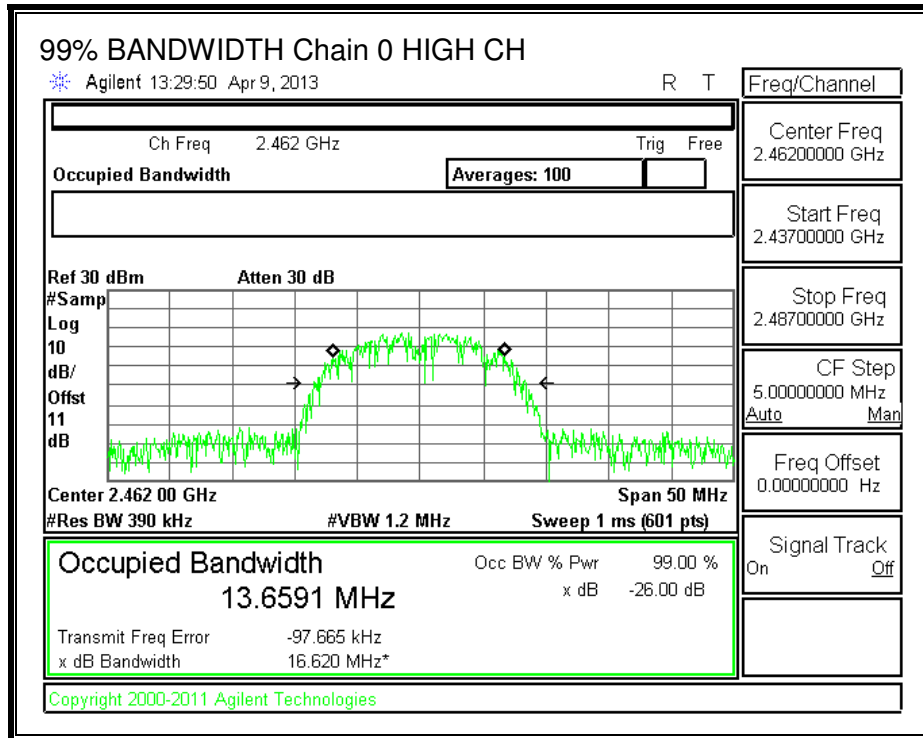 99% BANDWIDTH Chain 0 HIGH CH
Agilent 13:29:50 Apr 9, 2013 R T
Freq/Channel
Ch Freq 2.462 GHz Trig Free
Occupied Bandwidth Averages: 100
Center Freq
2.46200000 GHz
Start Freq
2.43700000 GHz
Stop Freq
2.48700000 GHz
CF Step
5.00000000 MHz
Auto Man
Freq Offset
0.00000000 Hz
Signal Track
On Off
Ref 30 dBm Atten 30 dB
#Samp
Log
10
dB/
Offst
11
dB
Center 2.462 00 GHz Span 50 MHz
#Res BW 390 kHz #VBW 1.2 MHz Sweep 1 ms (601 pts)
Occupied Bandwidth Occ BW % Pwr 99.00 %
13.6591 MHz x dB -26.00 dB
Transmit Freq Error -97.665 kHz
x dB Bandwidth 16.620 MHz*
Copyright 2000-2011 Agilent Technologies